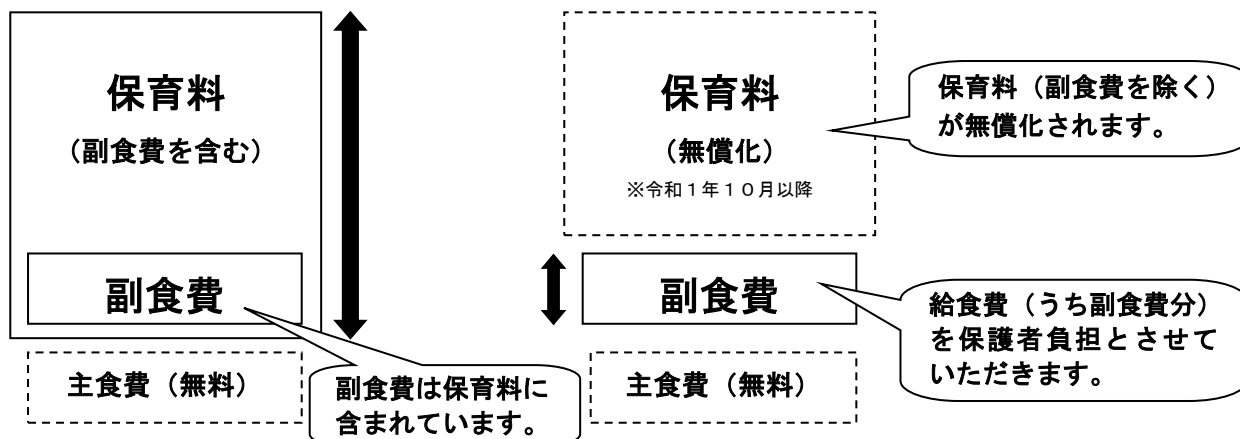 保育料
（副食費を含む）
副食費
主食費（無料）
副食費は保育料に
含まれています。
保育料
（無償化）
※令和１年１０月以降
保育料（副食費を除く）
が無償化されます。
副食費
給食費（うち副食費分）
を保護者負担とさせて
いただきます。
主食費（無料）